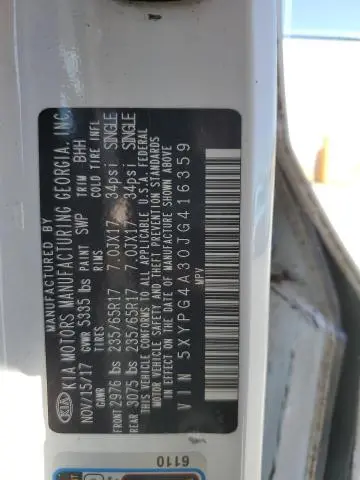 MANUFACTURED BY
KIA KIA MOTORS MANUFACTURING GEORGIA, INC.
NOV/15/17 GVWR 5335 lbs PAINT SWP TRIM BHH
GAWR TIRES RIMS COLD TIRE INFL
FRONT 2976 lbs 235/65R17 7.0JX17 34psi SINGLE
REAR 3075 lbs 235/65R17 7.0JX17 34psi SINGLE
THIS VEHICLE CONFORMS TO ALL APPLICABLE U.S.A. FEDERAL
MOTOR VEHICLE SAFETY AND THEFT PREVENTION STANDARDS
IN EFFECT ON THE DATE OF MANUFACTURE SHOWN ABOVE.
VIN 5XYPG4A30JG416359
MPV
6110